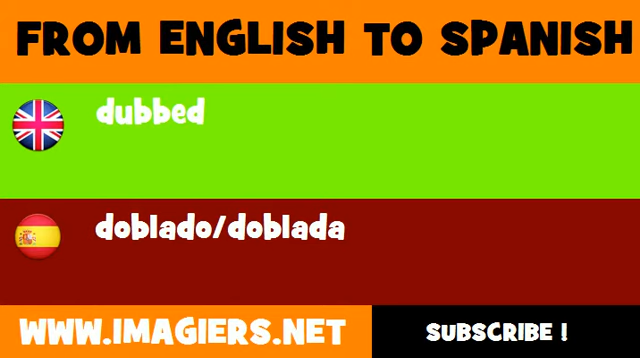 FROM ENGLISH TO SPANISH
dubbed
doblado/doblada
WWW.IMAGIERS.NET
SUBSCRIBE !